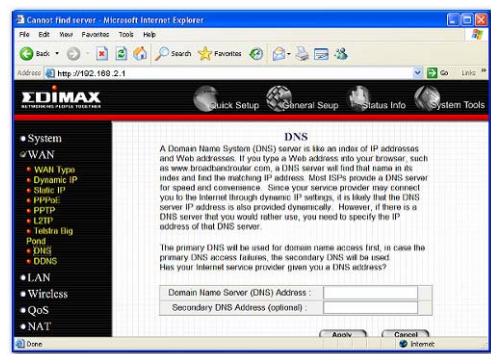 Cannot find server - Microsoft Internet Explorer
File Edit View Favorites Tools Help
Back Search Favorites
Address http://192.168.2.1 Go Links
EDIMAX
NETWORKING PEOPLE TOGETHER
Quick Setup General Seup Status Info System Tools
System
WAN
WAN Type
Dynamic IP
Static IP
PPPoE
PPTP
L2TP
Telstra Big
Pond
DNS
DDNS
LAN
Wireless
QoS
NAT
DNS
A Domain Name System (DNS) server is like an index of IP addresses
and Web addresses. If you type a Web address into your browser, such
as www.broadbandrouter.com, a DNS server will find that name in its
index and find the matching IP address. Most ISPs provide a DNS server
for speed and convenience. Since your service provider may connect
you to the Internet through dynamic IP settings, it is likely that the DNS
server IP address is also provided dynamically. However, if there is a
DNS server that you would rather use, you need to specify the IP
address of that DNS server.
The primary DNS will be used for domain name access first, in case the
primary DNS access failures, the secondary DNS will be used.
Has your Internet service provider given you a DNS address?
Domain Name Server (DNS) Address :
Secondary DNS Address (optional) :
Apply Cancel
Done Internet